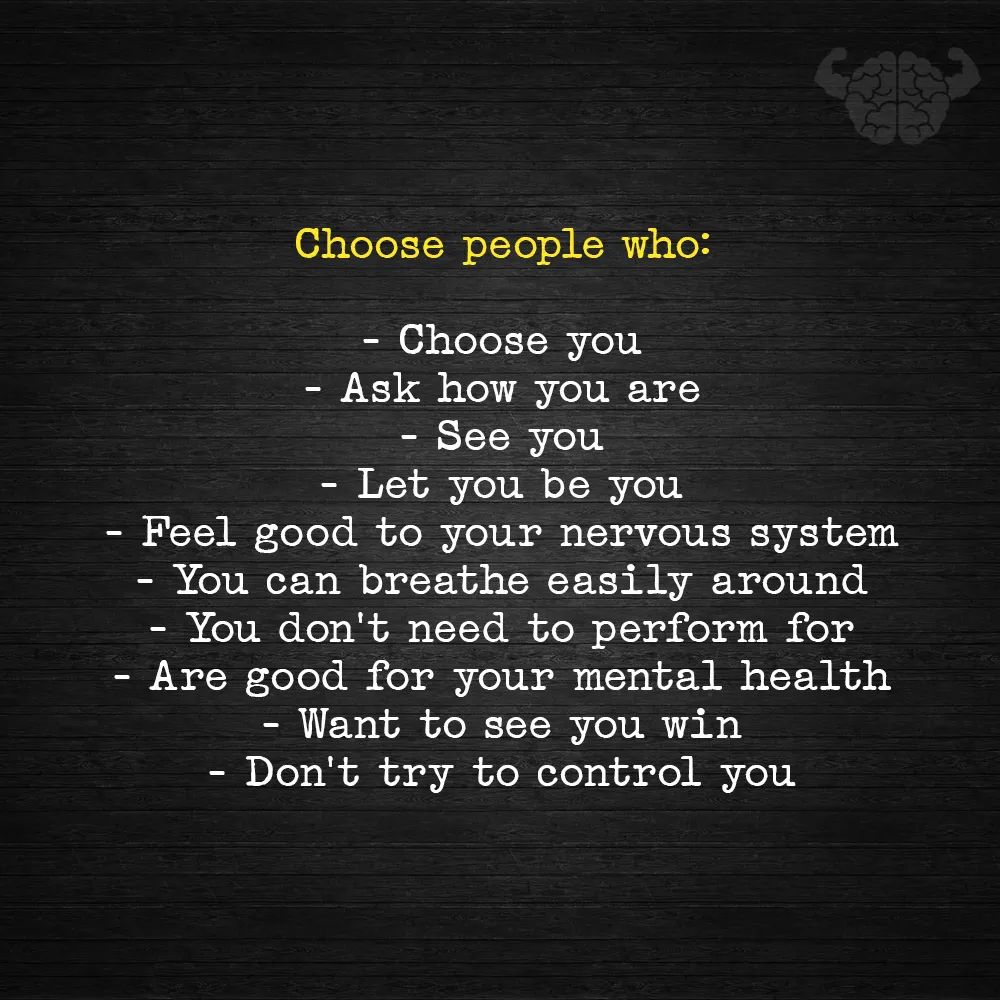 Choose people who:
- Choose you
- Ask how you are
- See you
- Let you be you
- Feel good to your nervous system
- You can breathe easily around
- You don't need to perform for
- Are good for your mental health
- Want to see you win
- Don't try to control you